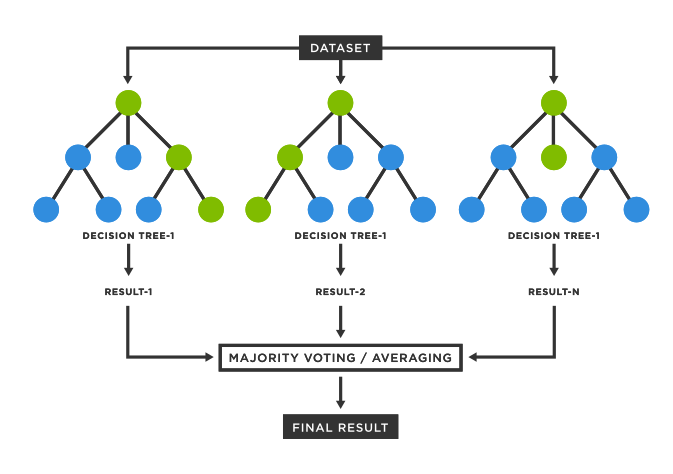 DATASET
DECISION TREE-1
DECISION TREE-1
DECISION TREE-1
RESULT-1
RESULT-2
RESULT-N
MAJORITY VOTING / AVERAGING
FINAL RESULT